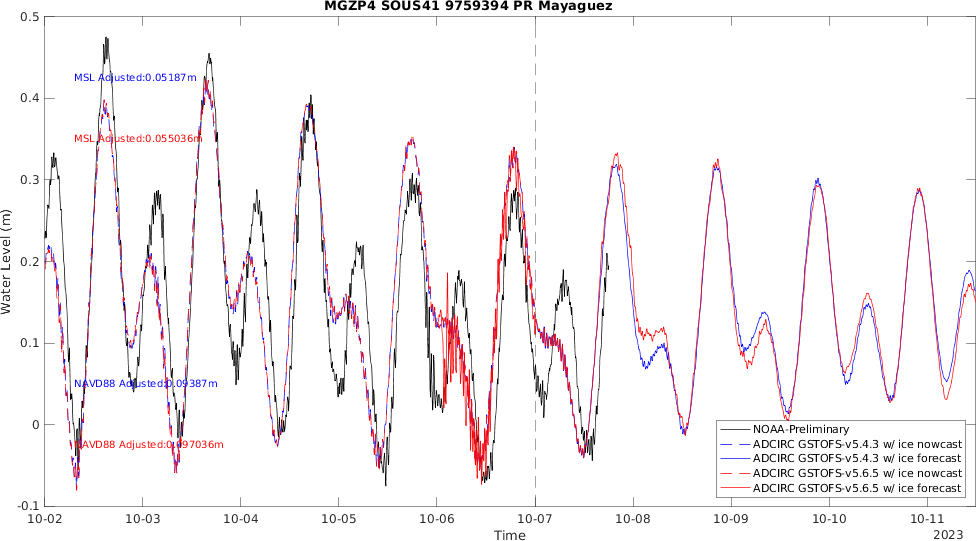 MGZP4 SOUS41 9759394 PR Mayaguez
Water Level (m)
0.5
0.4
0.3
0.2
0.1
0
-0.1
MSL Adjusted:0.05187m
MSL Adjusted:0.055036m
NAVD88 Adjusted:0.09387m
NAVD88 Adjusted:0.097036m
NOAA-Preliminary
ADCIRC GSTOFS-v5.4.3 w/ ice nowcast
ADCIRC GSTOFS-v5.4.3 w/ ice forecast
ADCIRC GSTOFS-v5.6.5 w/ ice nowcast
ADCIRC GSTOFS-v5.6.5 w/ ice forecast
10-02 10-03 10-04 10-05 10-06 10-07 10-08 10-09 10-10 10-11
2023
Time